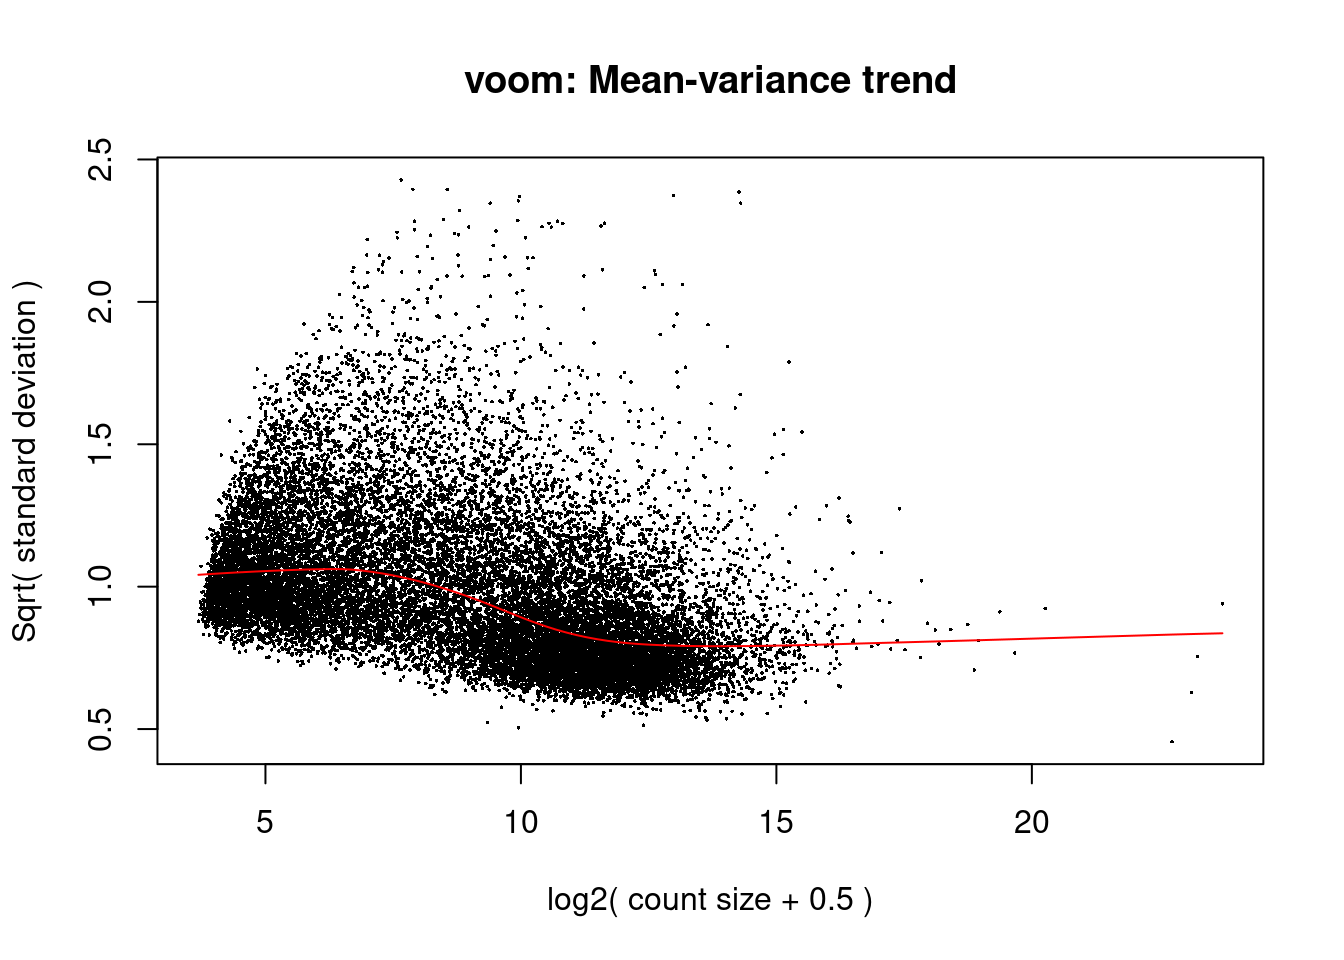 voom: Mean-variance trend
Sqrt( standard deviation )
2.5
2.0
1.5
1.0
0.5
5 10 15 20
log2( count size + 0.5 )